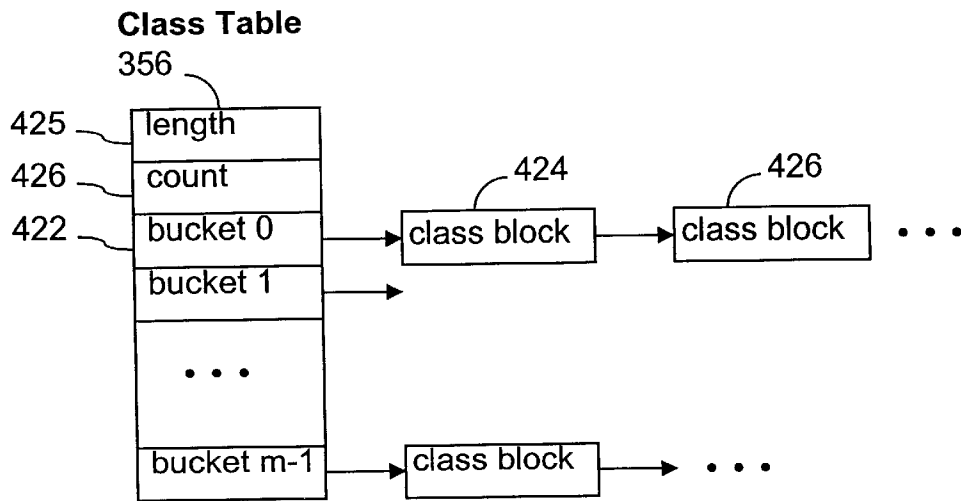 Class Table
356
425
length
426
count
424
426
422
bucket 0
class block
class block
• • •
bucket 1
• • •
bucket m-1
class block
• • •